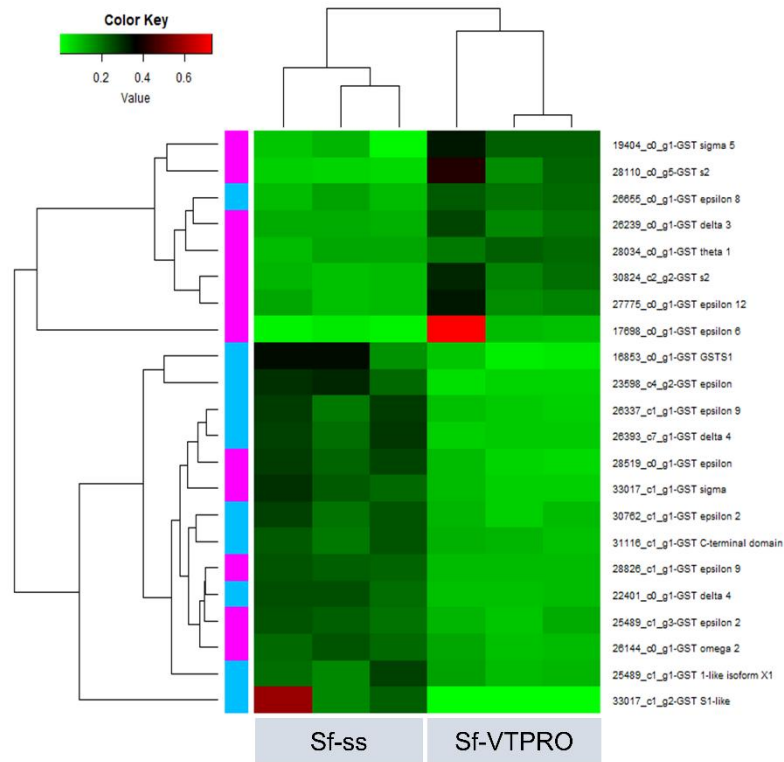 Color Key
0.2 0.4 0.6
Value
19404_c0_g1-GST sigma 5
28110_c0_g5-GST s2
26655_c0_g1-GST epsilon 8
26239_c0_g1-GST delta 3
28034_c0_g1-GST theta 1
30824_c2_g2-GST s2
27775_c0_g1-GST epsilon 12
17698_c0_g1-GST epsilon 6
16853_c0_g1-GST GSTS1
23598_c4_g2-GST epsilon
26337_c1_g1-GST epsilon 9
26393_c7_g1-GST delta 4
28519_c0_g1-GST epsilon
33017_c1_g1-GST sigma
30762_c1_g1-GST epsilon 2
31116_c1_g1-GST C-terminal domain
28826_c1_g1-GST epsilon 9
22401_c0_g1-GST delta 4
25489_c1_g3-GST epsilon 2
26144_c0_g1-GST omega 2
25489_c1_g1-GST 1-like isoform X1
33017_c1_g2-GST S1-like
Sf-ss Sf-VTPRO